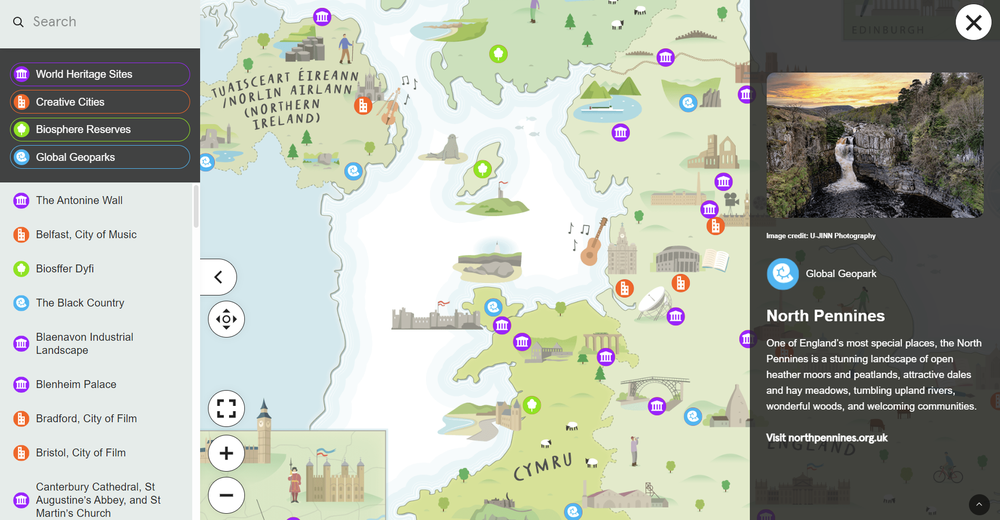 Search
World Heritage Sites
Creative Cities
Biosphere Reserves
Global Geoparks
The Antonine Wall
Belfast, City of Music
Biosffer Dyfi
The Black Country
Blaenavon Industrial
Landscape
Blenheim Palace
Bradford, City of Film
Bristol, City of Film
Canterbury Cathedral, St
Augustine’s Abbey, and St
Martin’s Church
TUAISCEART ÉIREANN
/NORLIN AIRLANN
(NORTHERN
IRELAND)
CYMRU
EDINBURGH
Image credit: U-JINN Photography
Global Geopark
North Pennines
One of England’s most special places, the North
Pennines is a stunning landscape of open
heather moors and peatlands, attractive dales
and hay meadows, tumbling upland rivers,
wonderful woods, and welcoming communities.
Visit northpennines.org.uk
ENGLAND